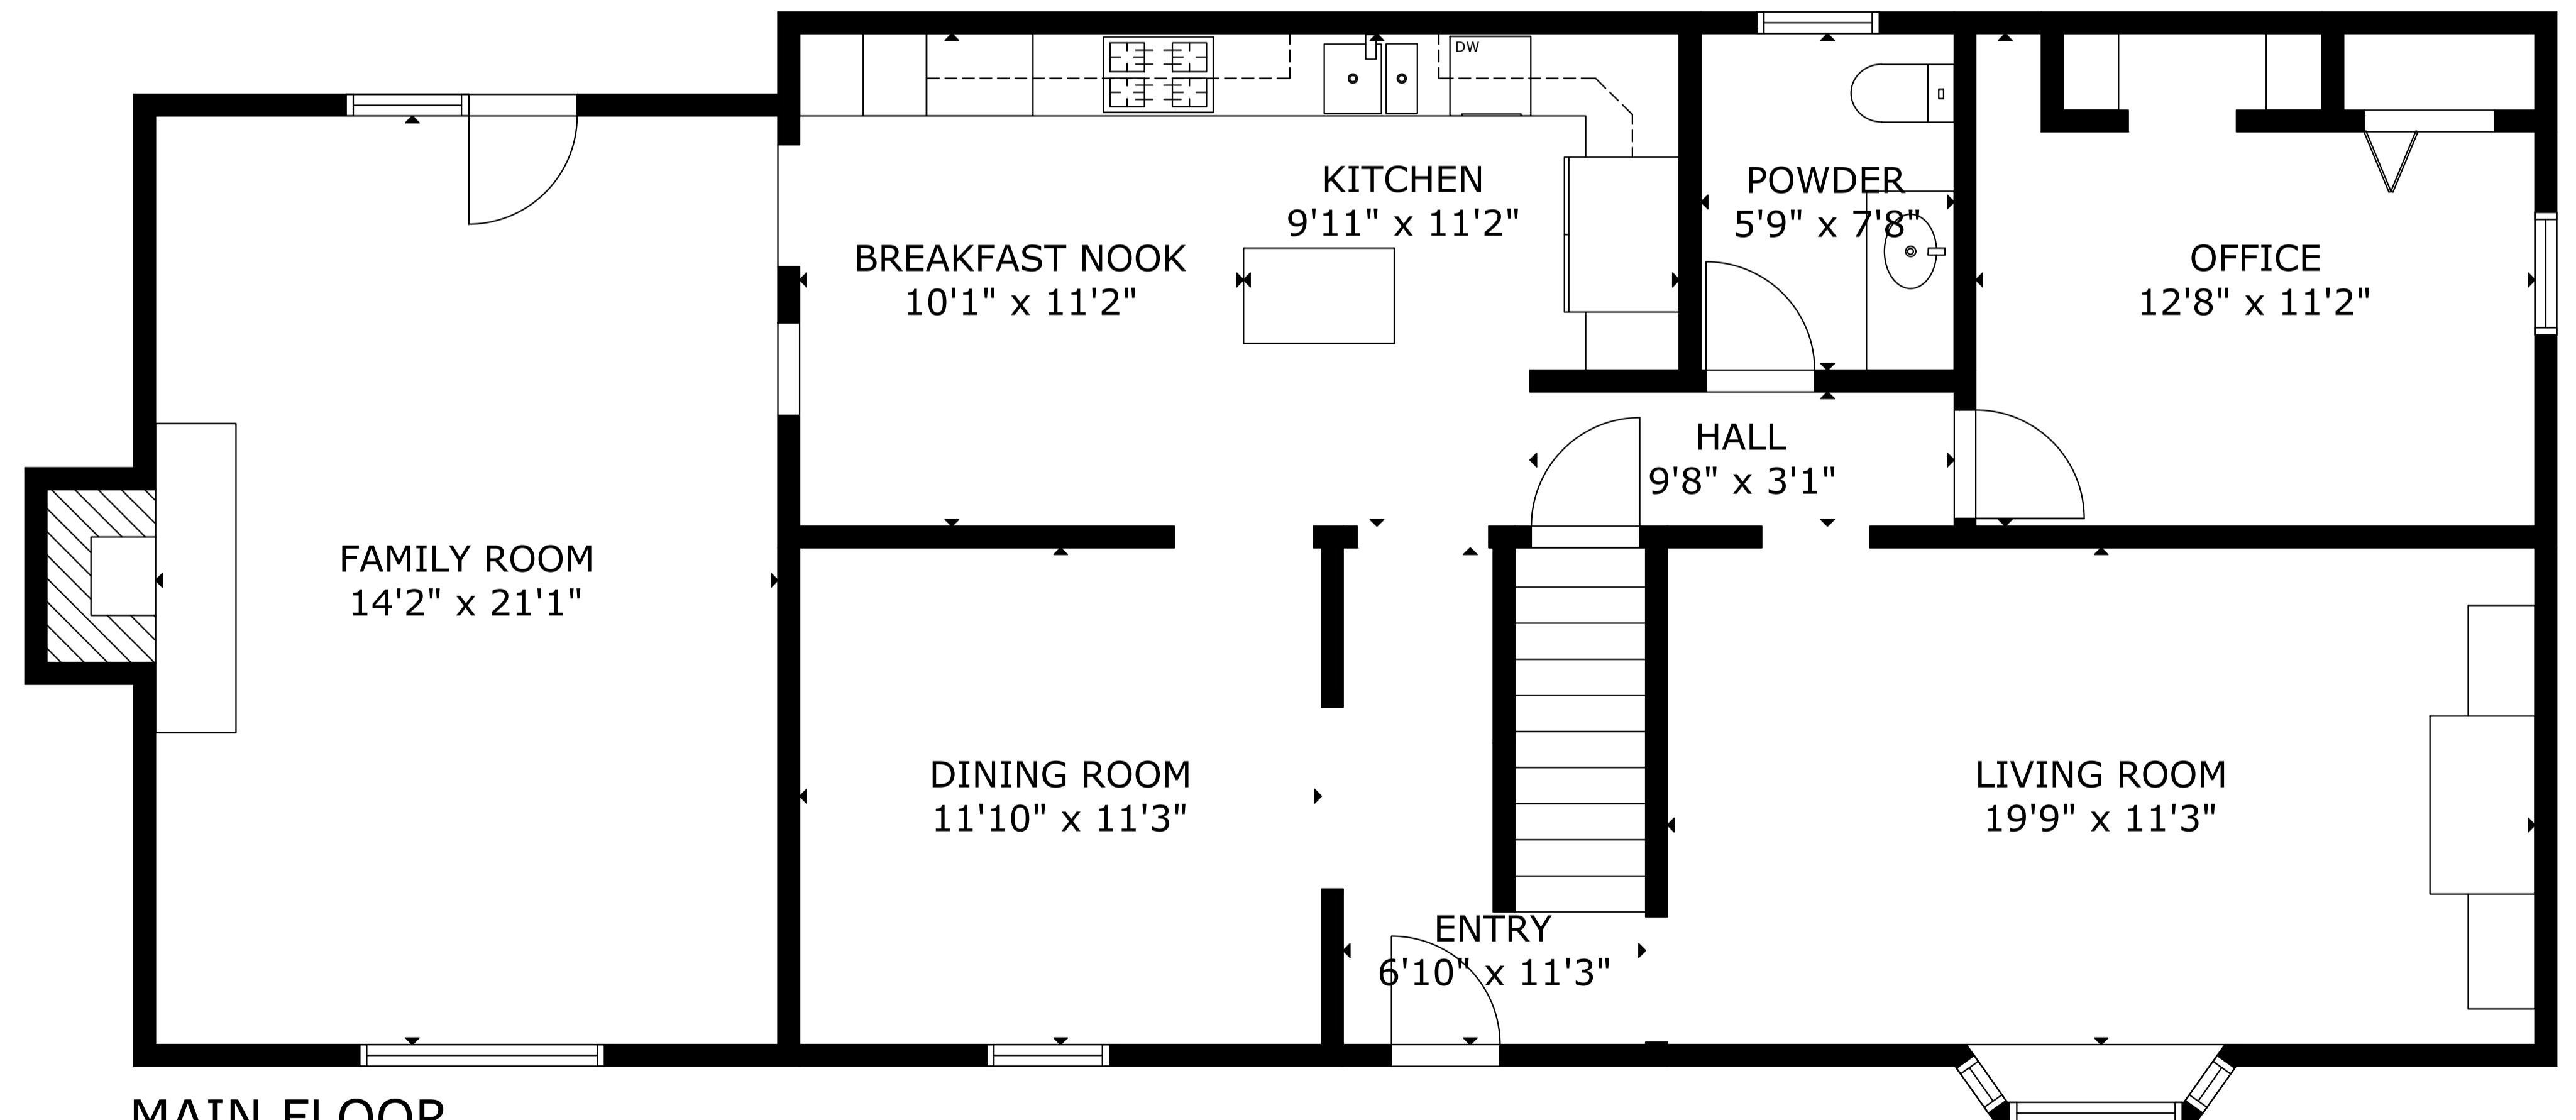 DW
KITCHEN
9'11" x 11'2"
POWDER
5'9" x 7'8"
BREAKFAST NOOK
10'1" x 11'2"
OFFICE
12'8" x 11'2"
HALL
9'8" x 3'1"
FAMILY ROOM
14'2" x 21'1"
DINING ROOM
11'10" x 11'3"
LIVING ROOM
19'9" x 11'3"
ENTRY
6'10" x 11'3"
MAIN FLOOR